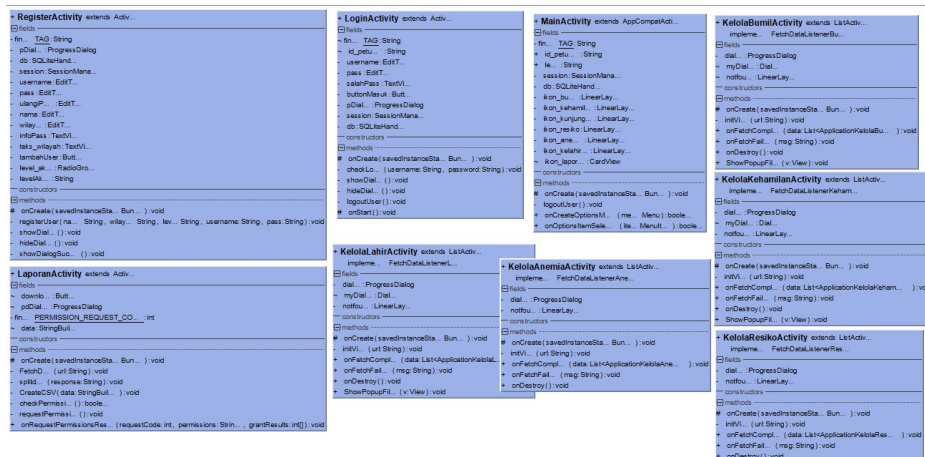 + RegisterActivity extends Activ...
fields
- fin... TAG:String
- pDial...:ProgressDialog
- db:SQLiteHand...
- session:SessionMana...
- username:EditT...
- pass:EditT...
- ulangiP...:EditT...
- nama:EditT...
- wilay...:EditT...
- infoPass:TextVi...
- teks_wilayah:TextVi...
- tambahUser:Butt...
- level_ak...:RadioGro...
- levelAk...:String
constructors
methods
# onCreate(savedInstanceSta... Bun... ):void
- registerUser(na... String, wilay... String, lev... String, username:String, pass:String):void
- showDial... ():void
- hideDial... ():void
- showDialogSuc... ():void
+ LoginActivity extends Activ...
fields
~ fin... TAG:String
~ id_petu...:String
- username:EditT...
- pass:EditT...
- salahPass:TextVi...
- buttonMasuk:Butt...
- pDial...:ProgressDialog
- session:SessionMana...
- db:SQLiteHand...
constructors
methods
# onCreate(savedInstanceSta... Bun... ):void
- checkLo... (username:String, password:String):void
- showDial... ():void
- hideDial... ():void
- logoutUser():void
# onStart():void
+ MainActivity extends AppCompatActi...
fields
- fin... TAG:String
+ id_petu...:String
+ le...:String
- session:SessionMana...
- db:SQLiteHand...
- ikon_bu...:LinearLay...
- ikon_kehamil...:LinearLay...
- ikon_kunjung...:LinearLay...
- ikon_resiko:LinearLay...
- ikon_ane...:LinearLay...
- ikon_kelahir...:LinearLay...
~ ikon_lapor...:CardView
constructors
methods
# onCreate(savedInstanceSta... Bun... ):void
- logoutUser():void
+ onCreateOptionsM... (me... Menu):boole...
+ onOptionsItemSele... (ite... MenuIt...):boole...
+ KelolaBumilActivity extends ListActiv...
impleme... FetchDataListenerBu...
fields
- dial...:ProgressDialog
~ myDial...:Dial...
- notfou...:LinearLay...
constructors
methods
# onCreate(savedInstanceSta... Bun... ):void
- initVi... (url:String):void
+ onFetchCompl... (data:List<ApplicationKelolaBu... ):void
+ onFetchFail... (msg:String):void
+ onDestroy():void
+ ShowPopupFil... (v:View):void
+ KelolaKehamilanActivity extends ListActiv...
impleme... FetchDataListenerKeham...
fields
- dial...:ProgressDialog
~ myDial...:Dial...
- notfou...:LinearLay...
constructors
methods
# onCreate(savedInstanceSta... Bun... ):void
- initVi... (url:String):void
+ onFetchCompl... (data:List<ApplicationKelolaKeham... ):vo
+ onFetchFail... (msg:String):void
+ onDestroy():void
+ ShowPopupFil... (v:View):void
+ LaporanActivity extends Activ...
fields
~ downlo...:Butt...
~ pdDial...:ProgressDialog
- fin... PERMISSION_REQUEST_CO...:int
~ data:StringBuil...
constructors
methods
# onCreate(savedInstanceSta... Bun... ):void
- FetchD... (url:String):void
- splitd... (response:String):void
- CreateCSV(data:StringBuil... ):void
- checkPermissi... ():boole...
- requestPermissi... ():void
+ onRequestPermissionsRes... (requestCode:int, permissions:Strin..., grantResults:int[]):void
+ KelolaLahirActivity extends ListActiv...
impleme... FetchDataListenerL...
fields
- dial...:ProgressDialog
~ myDial...:Dial...
- notfou...:LinearLay...
constructors
methods
# onCreate(savedInstanceSta... Bun...
- initVi... (url:String):void
+ onFetchCompl... (data:List<ApplicationKelolaL...
+ onFetchFail... (msg:String):void
+ onDestroy():void
+ ShowPopupFil... (v:View):void
+ KelolaAnemiaActivity extends ListActiv...
impleme... FetchDataListenerAne...
fields
- dial...:ProgressDialog
- notfou...:LinearLay...
constructors
methods
# onCreate(savedInstanceSta... Bun... ):void
- initVi... (url:String):void
+ onFetchCompl... (data:List<ApplicationKelolaAne... ):void
+ onFetchFail... (msg:String):void
+ onDestroy():void
+ KelolaResikoActivity extends ListActiv...
impleme... FetchDataListenerRes...
fields
- dial...:ProgressDialog
- notfou...:LinearLay...
constructors
methods
# onCreate(savedInstanceSta... Bun... ):void
- initVi... (url:String):void
+ onFetchCompl... (data:List<ApplicationKelolaRes... ):void
+ onFetchFail... (msg:String):void
+ onDestroy():void